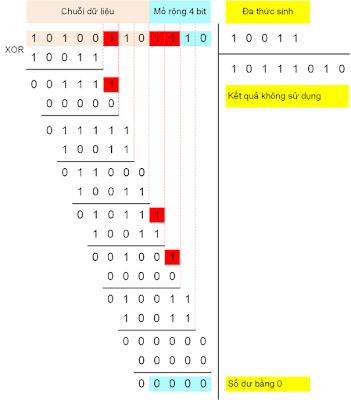 Chuỗi dữ liệu Mở rộng 4 bit Đa thức sinh
1 0 1 0 0 1 1 0 1 1 1 0 1 0 0 1 1
XOR
1 0 0 1 1 1 0 1 1 1 0 1 0
0 0 1 1 1 1 Kết quả không sử dụng
0 0 0 0 0
0 1 1 1 1 1
1 0 0 1 1
0 1 1 0 0 0
1 0 0 1 1
0 1 0 1 1 1
1 0 0 1 1
0 0 1 0 0 1
0 0 0 0 0
0 1 0 0 1 1
1 0 0 1 1
0 0 0 0 0 0
0 0 0 0 0
0 0 0 0 0 Số dư bằng 0